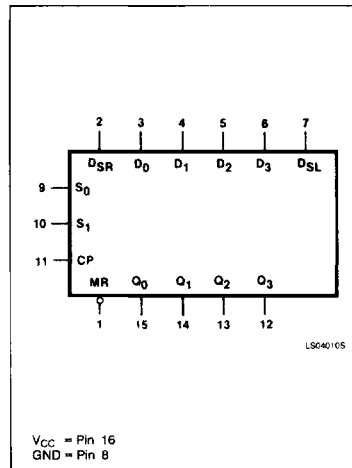 2 3 4 5 6 7
DSR D0 D1 D2 D3 DSL
9 S0
10 S1
11 CP
MR Q0 Q1 Q2 Q3
1 15 14 13 12
LS04010S
VCC = Pin 16
GND = Pin 8